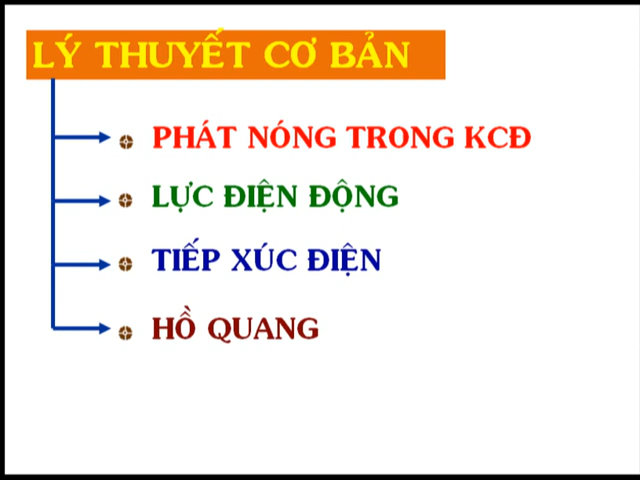 LÝ THUYẾT CƠ BẢN
PHÁT NÓNG TRONG KCĐ
LỰC ĐIỆN ĐỘNG
TIẾP XÚC ĐIỆN
HỒ QUANG